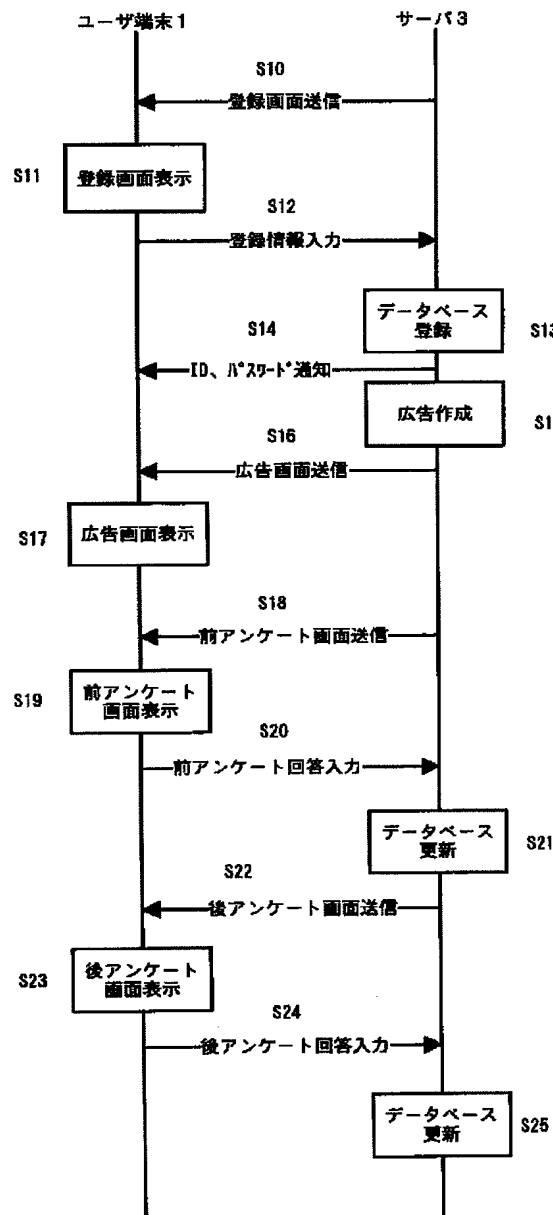 ユーザ端末1
サーバ3
S10
登録画面送信
S11
登録画面表示
S12
登録情報入力
データベース
登録
S13
S14
ID、パスワード通知
広告作成
S1
S16
広告画面送信
S17
広告画面表示
S18
前アンケート画面送信
S19
前アンケート
画面表示
S20
前アンケート回答入力
データベース
更新
S21
S22
後アンケート画面送信
S23
後アンケート
画面表示
S24
後アンケート回答入力
データベース
更新
S25